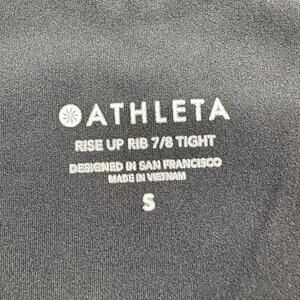 ATHLETA
RISE UP RIB 7/8 TIGHT
DESIGNED IN SAN FRANCISCO
MADE IN VIETNAM
S